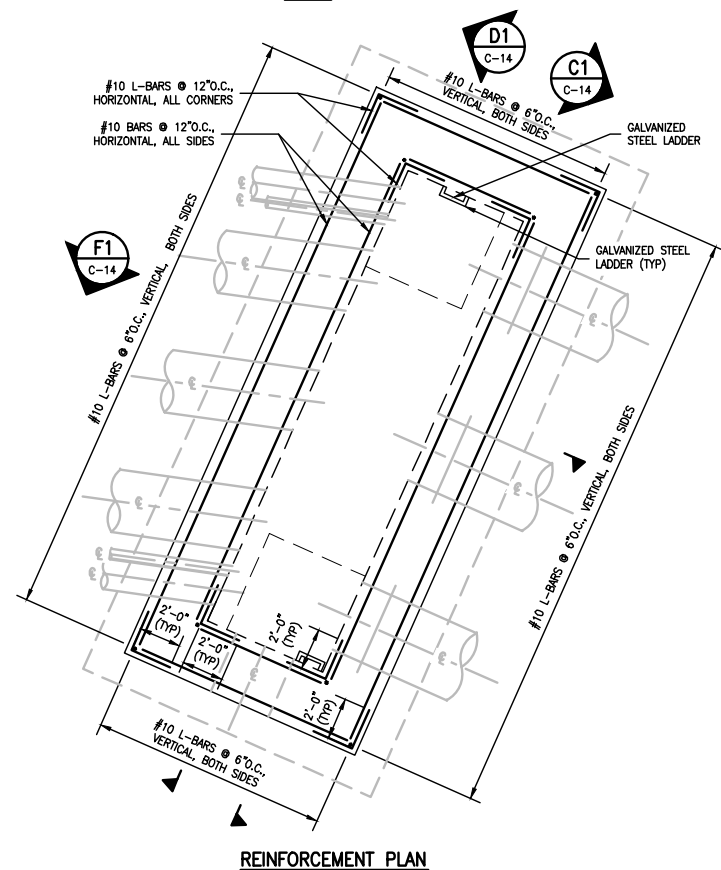 D1
C-14
C1
C-14
#10 L-BARS @ 12"O.C.,
HORIZONTAL, ALL CORNERS
#10 L-BARS @ 6"O.C.,
VERTICAL, BOTH SIDES
#10 BARS @ 12"O.C.,
HORIZONTAL, ALL SIDES
GALVANIZED
STEEL LADDER
GALVANIZED STEEL
LADDER (TYP)
F1
C-14
#10 L-BARS @ 6"O.C., VERTICAL, BOTH SIDES
#10 L-BARS @ 6"O.C., VERTICAL, BOTH SIDES
2'-0"
(TYP)
2'-0"
(TYP)
2'-0"
(TYP)
2'-0"
(TYP)
#10 L-BARS @ 6"O.C.,
VERTICAL, BOTH SIDES
REINFORCEMENT PLAN